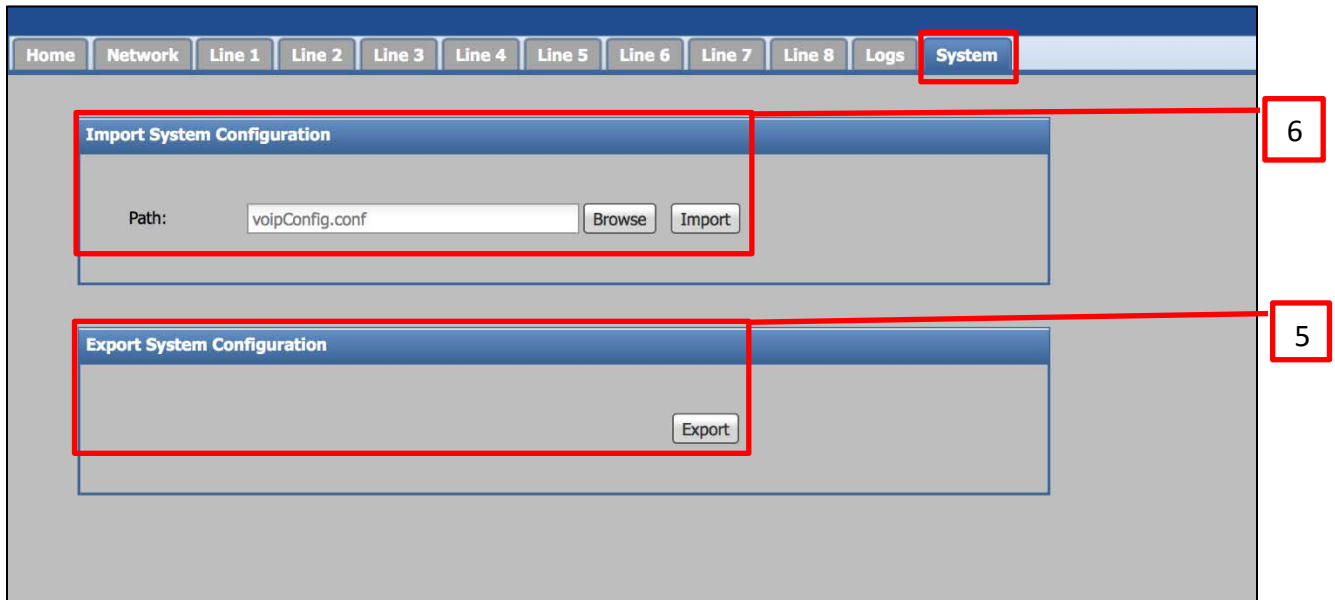 Home Network Line 1 Line 2 Line 3 Line 4 Line 5 Line 6 Line 7 Line 8 Logs System
Import System Configuration
6
Path: voipConfig.conf Browse Import
Export System Configuration
5
Export